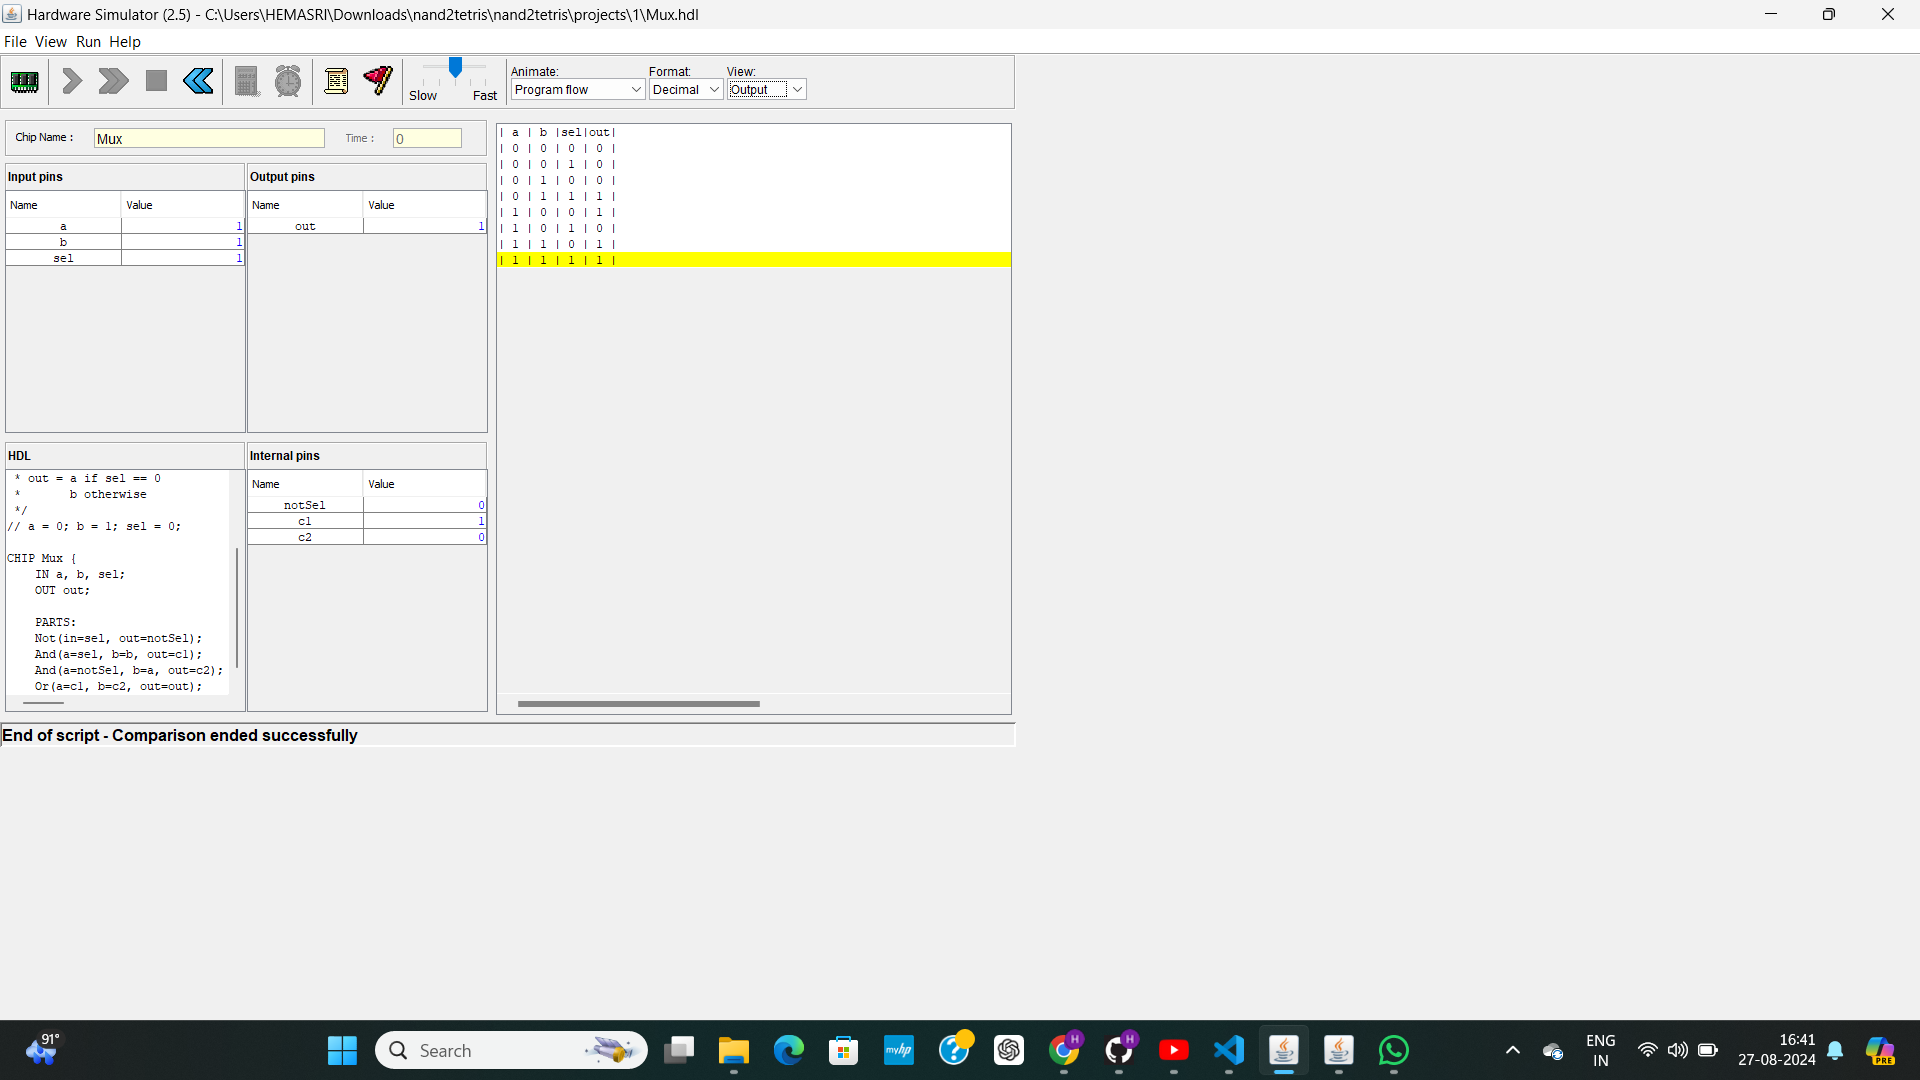 Hardware Simulator (2.5) - C:\Users\HEMASRI\Downloads\nand2tetris\nand2tetris\projects\1\Mux.hdl
File View Run Help
Slow Fast
Animate: Format: View:
Program flow Decimal Output
Chip Name : Mux Time : 0
Input pins
Name Value
a 1
b 1
sel 1
Output pins
Name Value
out 1
| a | b |sel|out|
| 0 | 0 | 0 | 0 |
| 0 | 0 | 1 | 0 |
| 0 | 1 | 0 | 0 |
| 0 | 1 | 1 | 1 |
| 1 | 0 | 0 | 1 |
| 1 | 0 | 1 | 0 |
| 1 | 1 | 0 | 1 |
| 1 | 1 | 1 | 1 |
HDL
* out = a if sel == 0
* b otherwise
*/
// a = 0; b = 1; sel = 0;
CHIP Mux {
IN a, b, sel;
OUT out;
PARTS:
Not(in=sel, out=notSel);
And(a=sel, b=b, out=c1);
And(a=notSel, b=a, out=c2);
Or(a=c1, b=c2, out=out);
Internal pins
Name Value
notSel 0
c1 1
c2 0
End of script - Comparison ended successfully
91°
Search
myhp
H
H
ENG
IN
16:41
27-08-2024
PRE